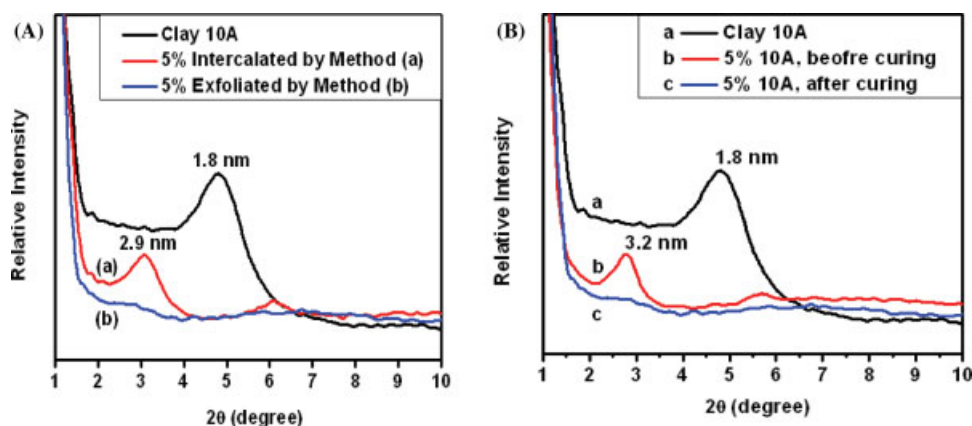 (A)
Clay 10A
5% Intercalated by Method (a)
5% Exfoliated by Method (b)
1.8 nm
2.9 nm
(a)
(b)
Relative Intensity
1 2 3 4 5 6 7 8 9 10
2θ (degree)
(B)
a Clay 10A
b 5% 10A, beofre curing
c 5% 10A, after curing
1.8 nm
a
3.2 nm
b
c
Relative Intensity
1 2 3 4 5 6 7 8 9 10
2θ (degree)